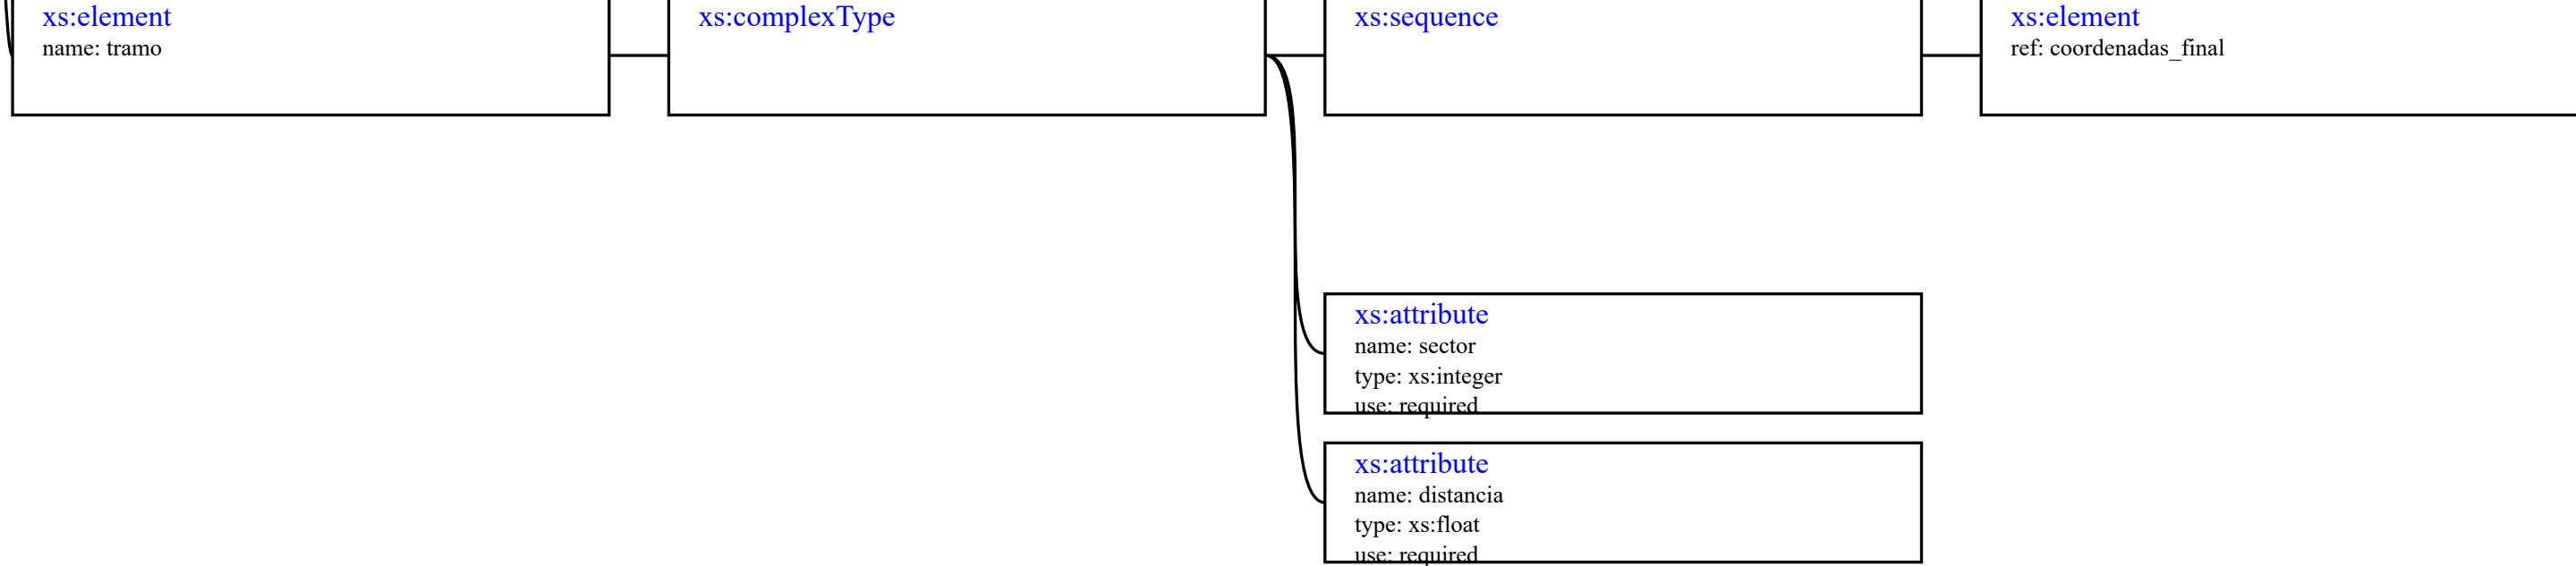 xs:element
name: tramo
xs:complexType
xs:sequence
xs:element
ref: coordenadas_final
xs:attribute
name: sector
type: xs:integer
use: required
xs:attribute
name: distancia
type: xs:float
use: required